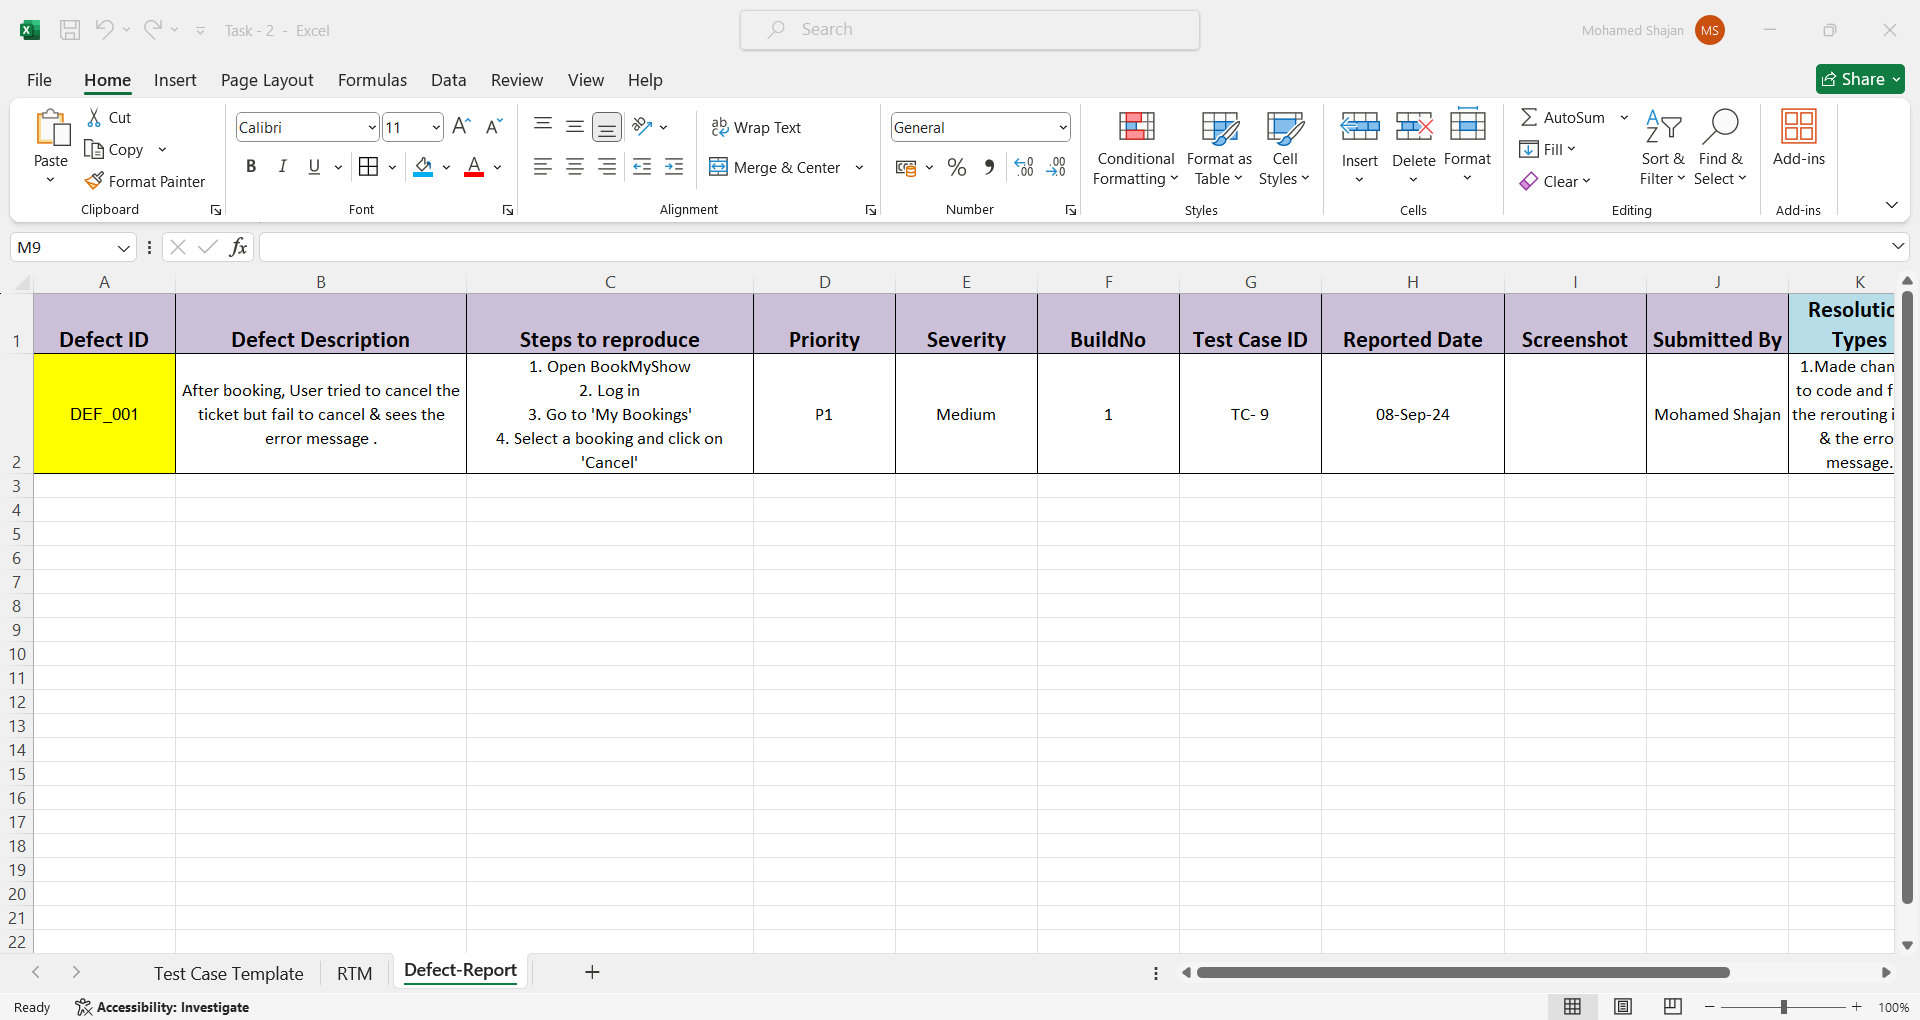 Task - 2 - Excel
Search
Mohamed Shajan
MS
File Home Insert Page Layout Formulas Data Review View Help
Share
Paste
Cut
Copy
Format Painter
Clipboard
Calibri
11
B I U
Font
Wrap Text
Merge & Center
Alignment
General
Number
Conditional Formatting
Format as Table
Cell Styles
Styles
Insert
Delete
Format
Cells
AutoSum
Fill
Clear
Sort & Filter
Find & Select
Editing
Add-ins
Add-ins
M9
fx
A B C D E F G H I J K
1
Defect ID
Defect Description
Steps to reproduce
Priority
Severity
BuildNo
Test Case ID
Reported Date
Screenshot
Submitted By
Types
2
DEF_001
After booking, User tried to cancel the
ticket but fail to cancel & sees the
error message .
1. Open BookMyShow
2. Log in
3. Go to 'My Bookings'
4. Select a booking and click on
'Cancel'
P1
Medium
1
TC- 9
08-Sep-24
Mohamed Shajan
1.Made
to code and
the rerouting
& the
message.
3
4
5
6
7
8
9
10
11
12
13
14
15
16
17
18
19
20
21
22
Test Case Template RTM Defect-Report
Ready
Accessibility: Investigate
100%